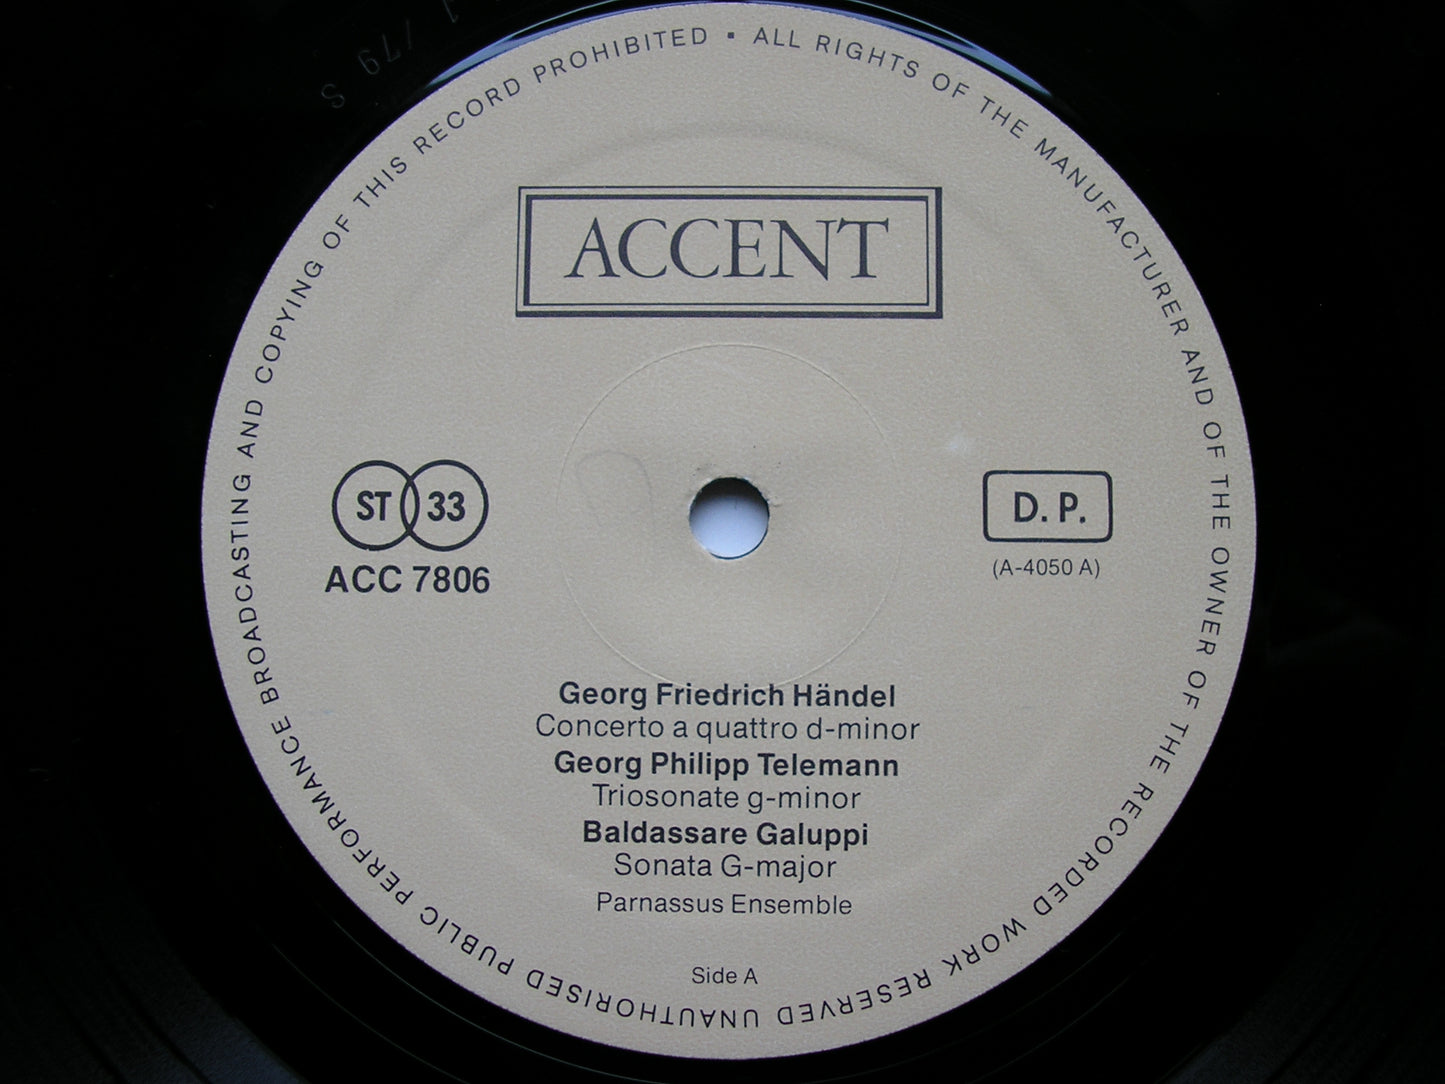 ALL RIGHTS OF THE MANUFACTURER AND OF THE OWNER OF THE RECORDED WORK RESERVED UNAUTHORISED PUBLIC PERFORMANCE BROADCASTING AND COPYING OF THIS RECORD PROHIBITED ▪
ACCENT
ST 33
ACC 7806
D. P.
(A-4050 A)
Georg Friedrich Händel
Concerto a quattro d-minor
Georg Philipp Telemann
Triosonate g-minor
Baldassare Galuppi
Sonata G-major
Parnassus Ensemble
Side A